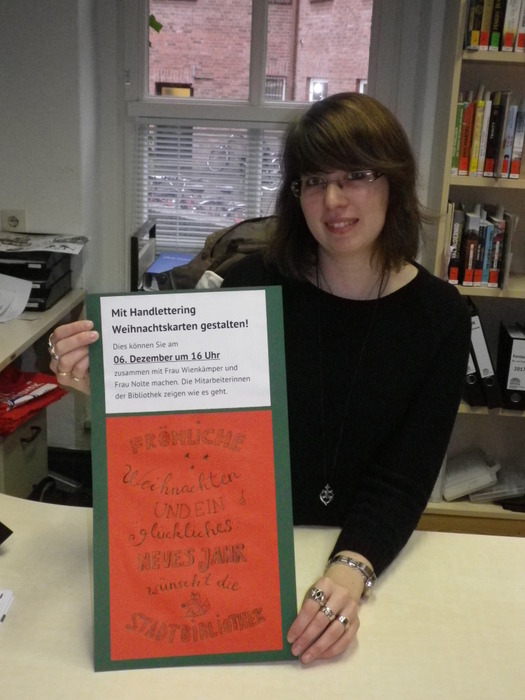 Mit Handlettering
Weihnachtskarten gestalten!
Dies können Sie am
06. Dezember um 16 Uhr
zusammen mit Frau Wienkämper und
Frau Nolte machen. Die Mitarbeiterinnen
der Bibliothek zeigen wie es geht.
FRÖHLICHE
Weihnachten
UND EIN
glückliches
NEUES JAHR
wünscht die
STADTBIBLIOTHEK